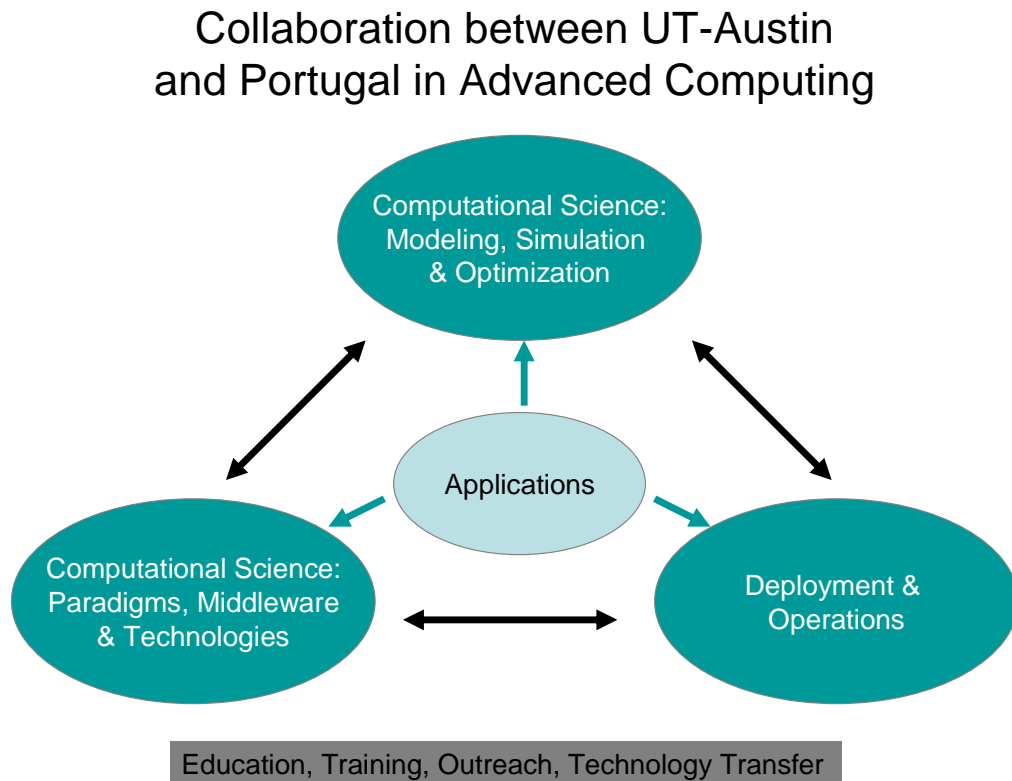 Collaboration between UT-Austin
and Portugal in Advanced Computing
Computational Science:
Modeling, Simulation
& Optimization
Applications
Computational Science:
Paradigms, Middleware
& Technologies
Deployment &
Operations
Education, Training, Outreach, Technology Transfer